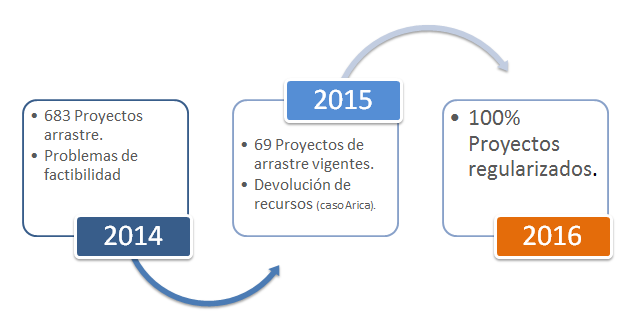 • 683 Proyectos
arrastre.
• Problemas de
factibilidad
2014
2015
• 69 Proyectos de
arrastre vigentes.
• Devolución de
recursos (caso Arica).
• 100%
Proyectos
regularizados.
2016